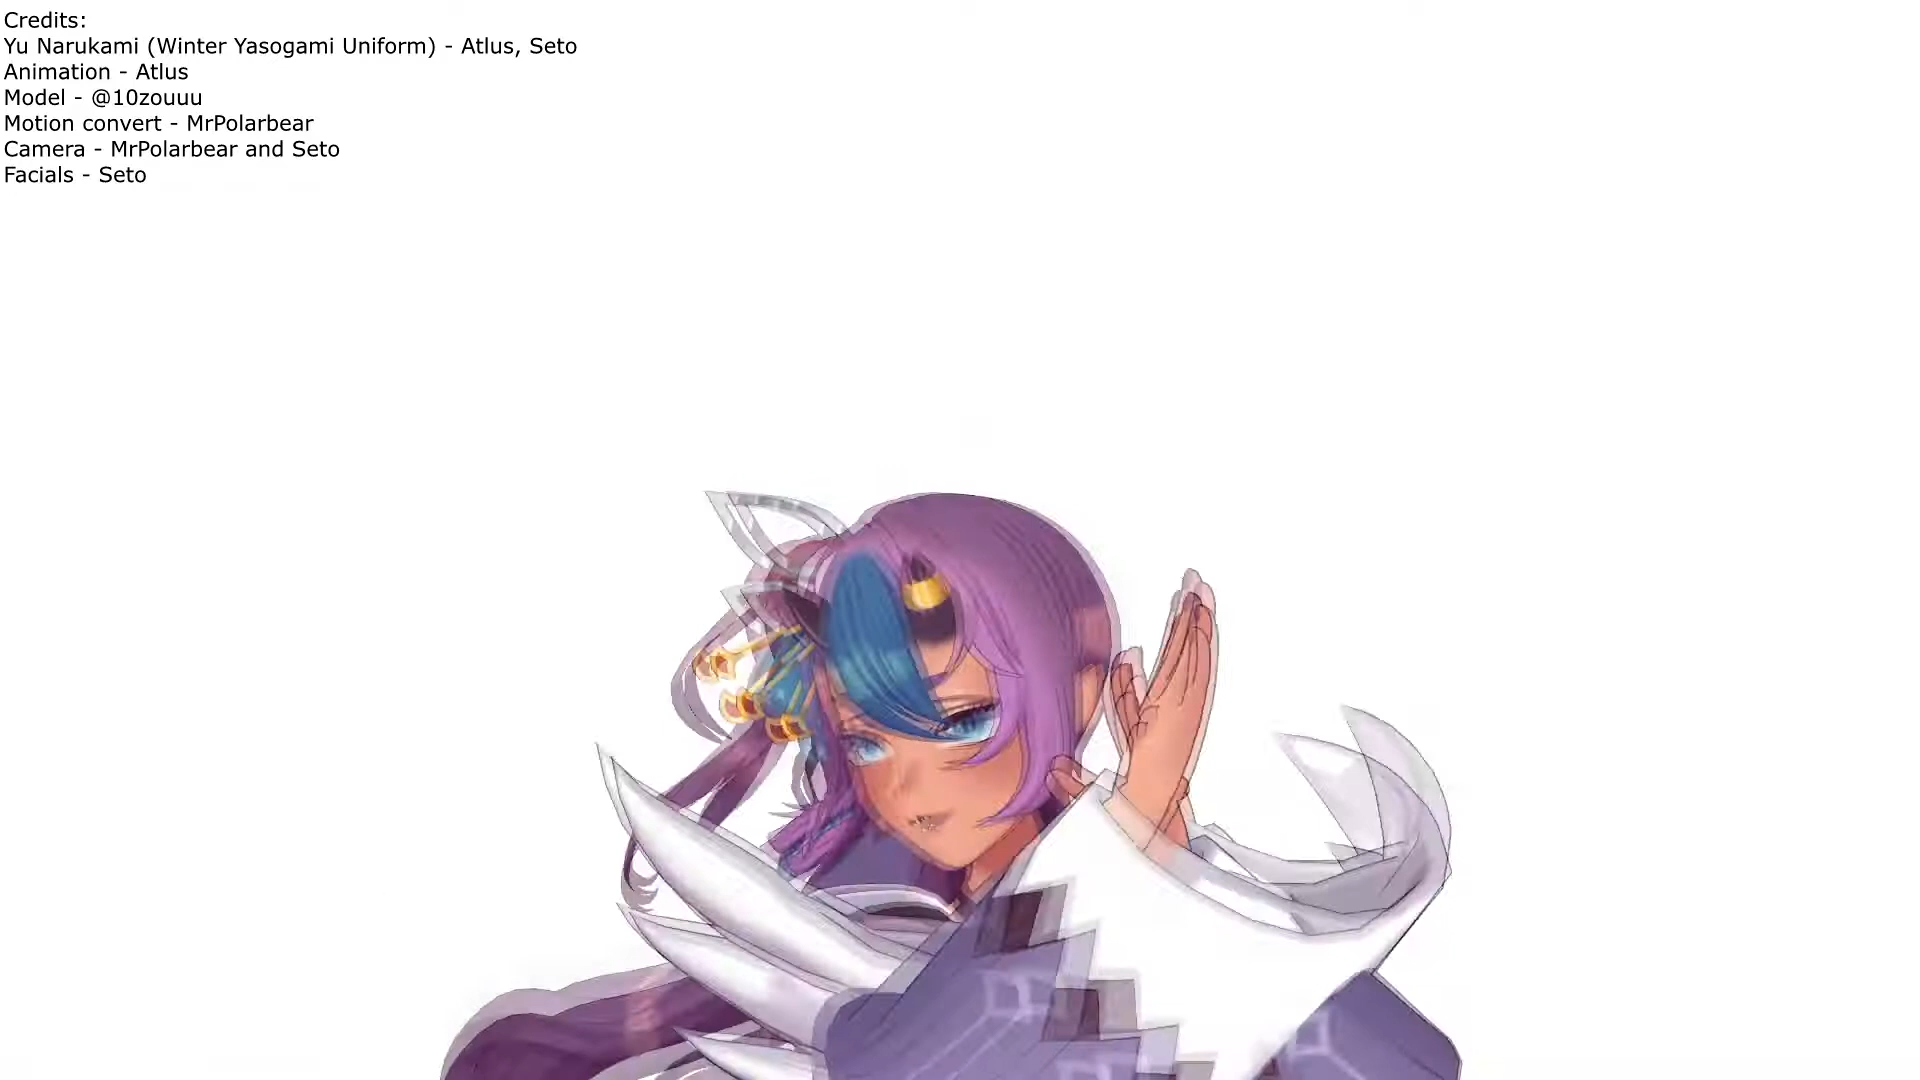 Credits:
Yu Narukami (Winter Yasogami Uniform) - Atlus, Seto
Animation - Atlus
Model - @10zouuu
Motion convert - MrPolarbear
Camera - MrPolarbear and Seto
Facials - Seto